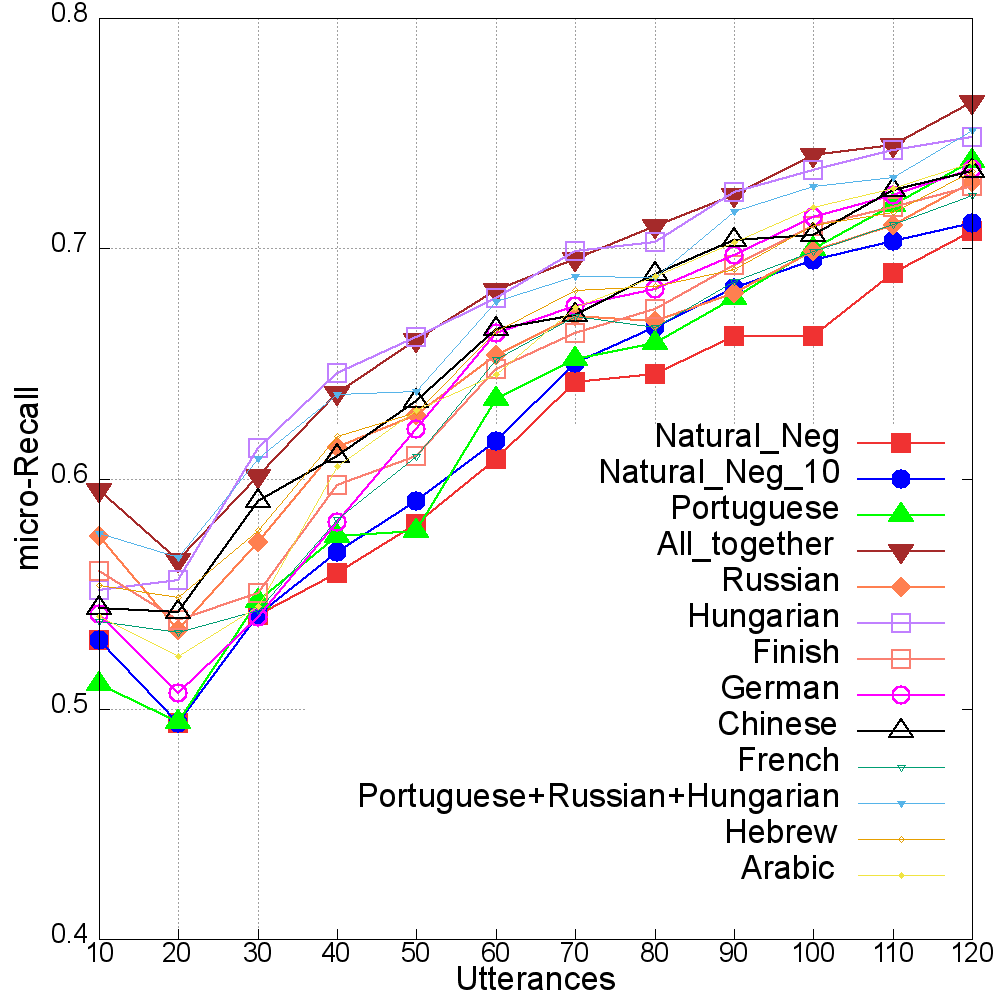 0.8
0.7
0.6
0.5
0.4
micro-Recall
Natural_Neg
Natural_Neg_10
Portuguese
All_together
Russian
Hungarian
Finish
German
Chinese
French
Portuguese+Russian+Hungarian
Hebrew
Arabic
10 20 30 40 50 60 70 80 90 100 110 120
Utterances